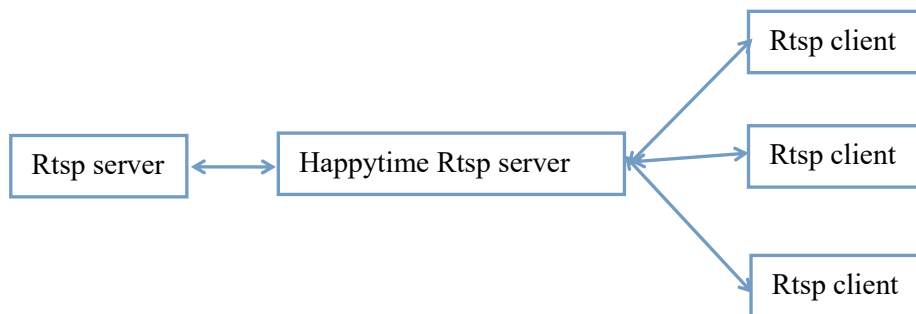 Rtsp client
Rtsp server
Happytime Rtsp server
Rtsp client
Rtsp client